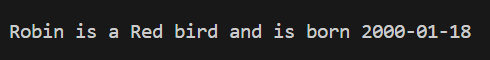 Robin is a Red bird and is born 2000-01-18